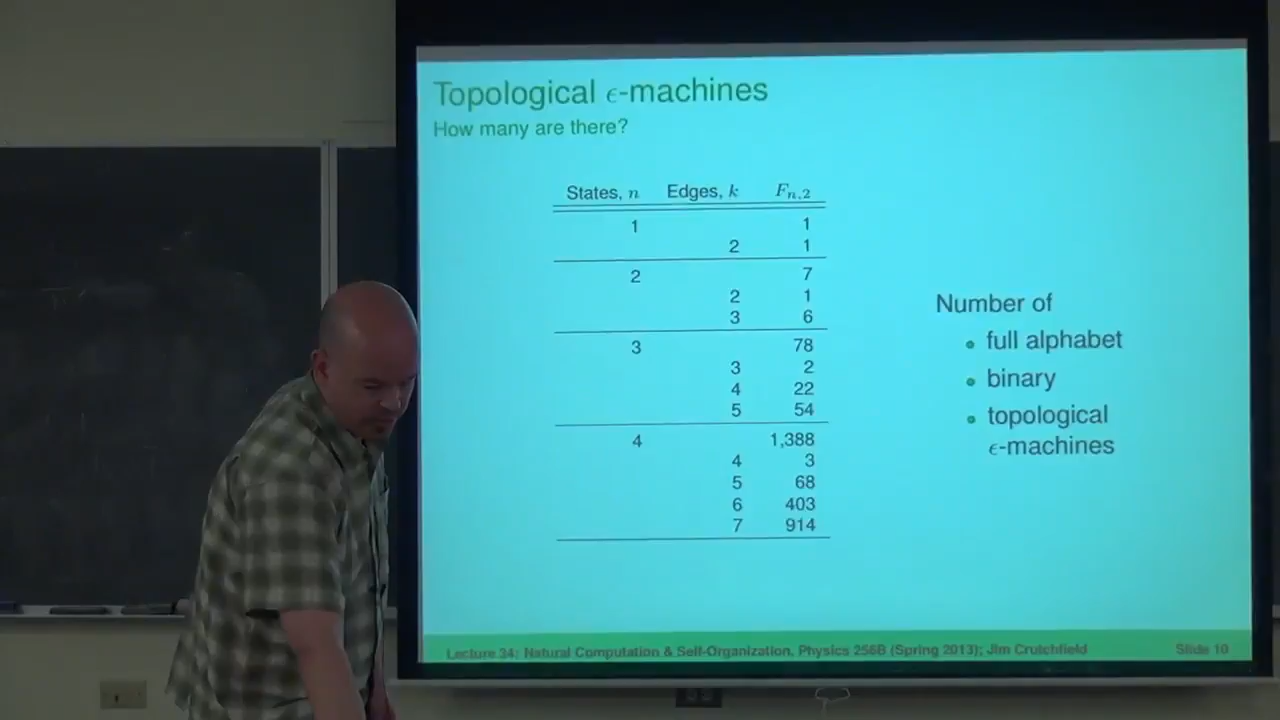 Topological ϵ-machines
How many are there?
States, n Edges, k F_{n,2}
1 1
2 1
2 7
2 1
3 6
3 78
3 2
4 22
5 54
4 1,388
4 3
5 68
6 403
7 914
Number of
• full alphabet
• binary
• topological
ϵ-machines
Lecture 34: Natural Computation & Self-Organization, Physics 256B (Spring 2013); Jim Crutchfield Slide 10